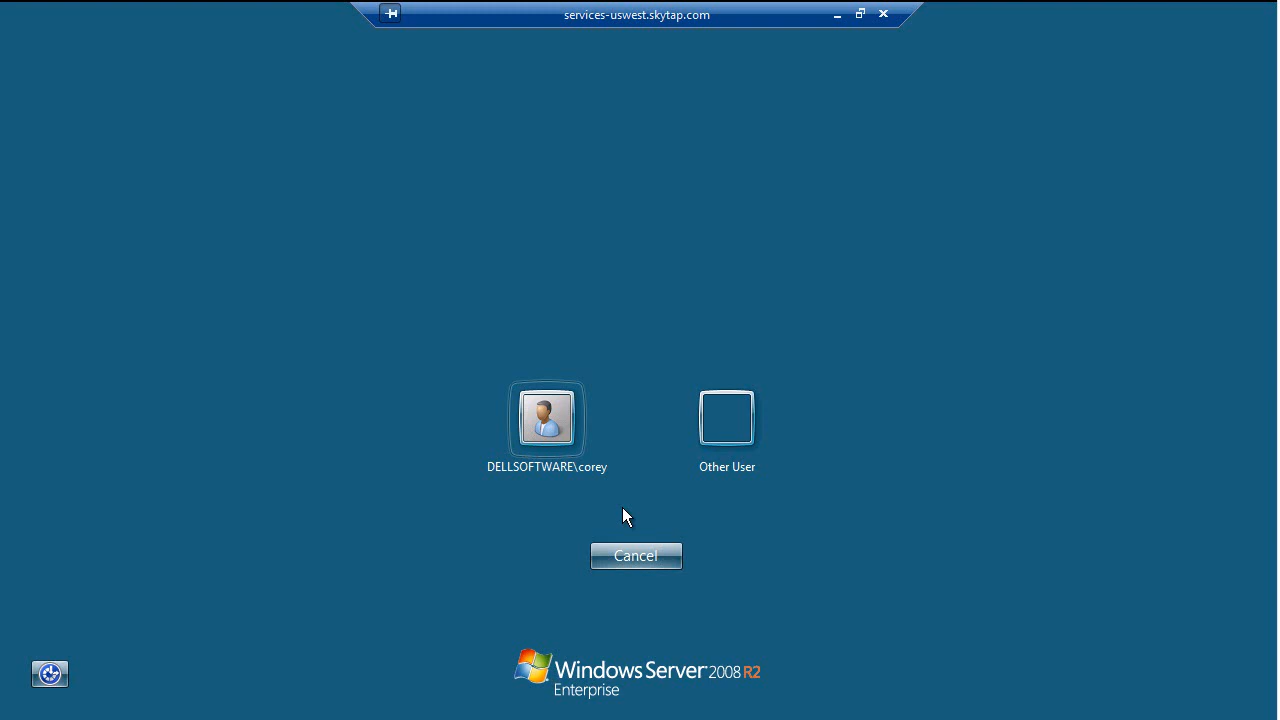 services-uswest.skytap.com
DELLSOFTWARE\corey
Other User
Cancel
Windows Server 2008 R2
Enterprise